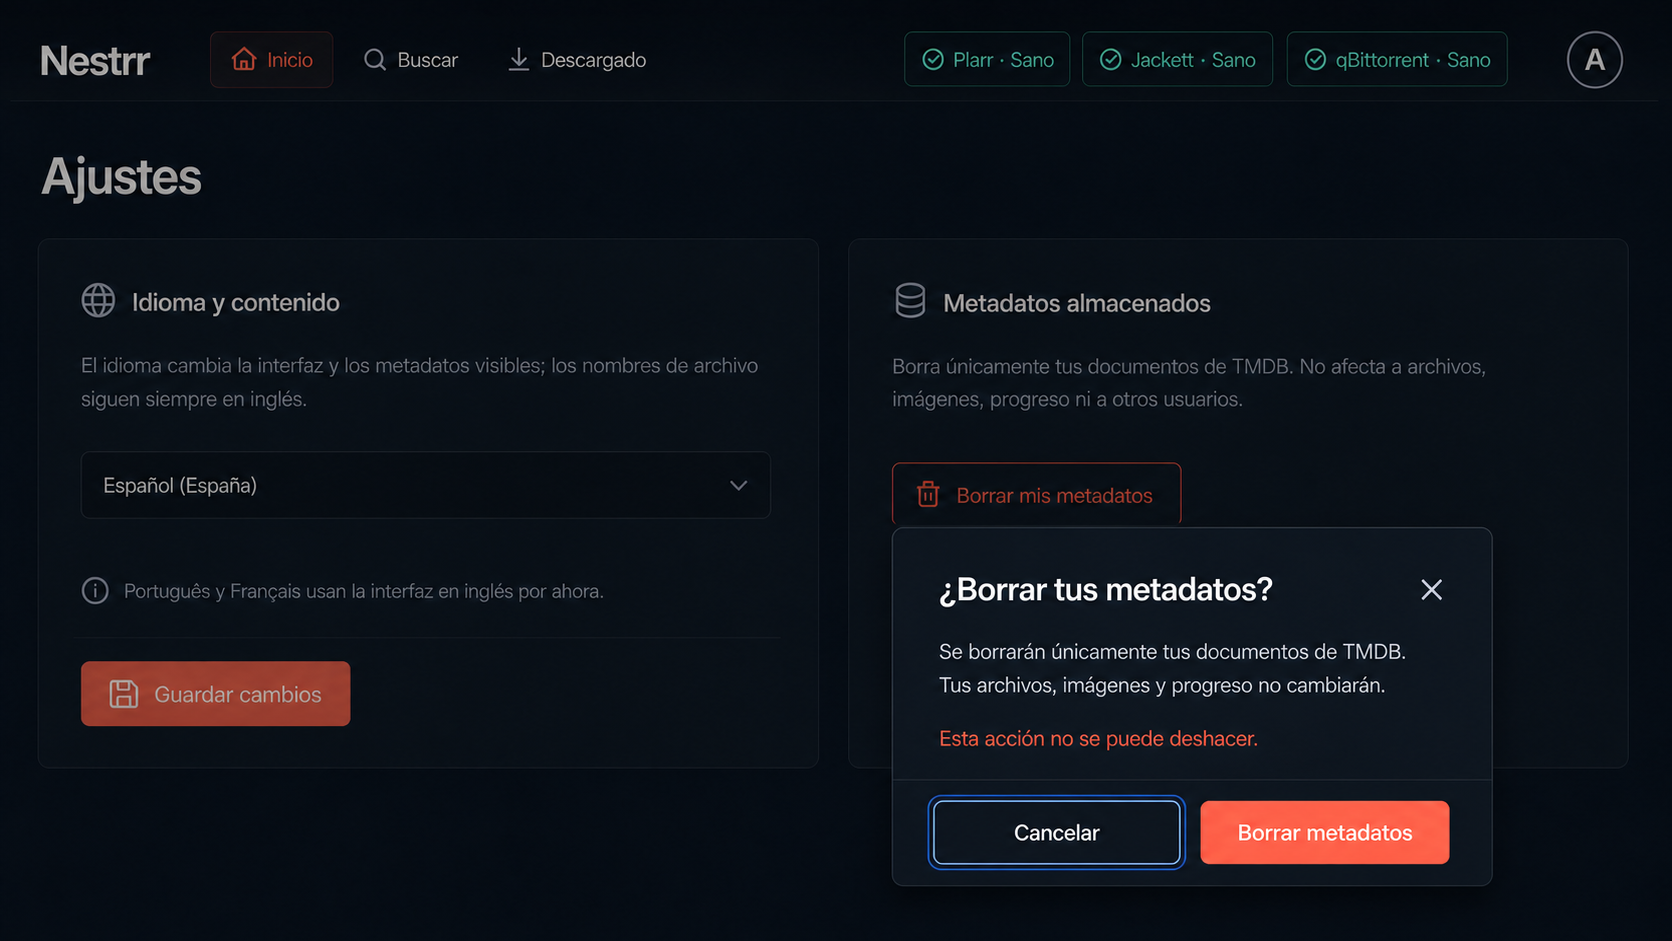 Nestrr
Inicio
Buscar
Descargado
Plarr · Sano
Jackett · Sano
qBittorrent · Sano
A
Ajustes
Idioma y contenido
El idioma cambia la interfaz y los metadatos visibles; los nombres de archivo
siguen siempre en inglés.
Español (España)
Português y Français usan la interfaz en inglés por ahora.
Guardar cambios
Metadatos almacenados
Borra únicamente tus documentos de TMDB. No afecta a archivos,
imágenes, progreso ni a otros usuarios.
Borrar mis metadatos
¿Borrar tus metadatos?
Se borrarán únicamente tus documentos de TMDB.
Tus archivos, imágenes y progreso no cambiarán.
Esta acción no se puede deshacer.
Cancelar
Borrar metadatos